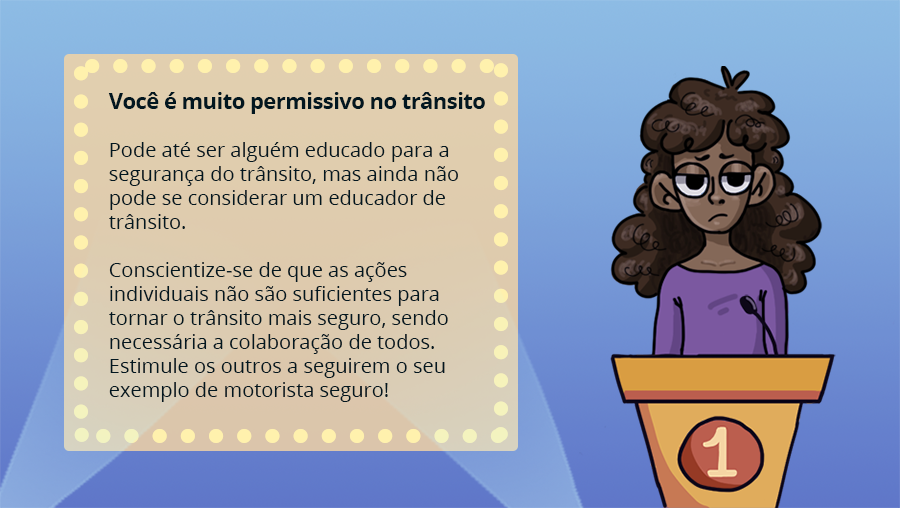 Você é muito permissivo no trânsito
Pode até ser alguém educado para a
segurança do trânsito, mas ainda não
pode se considerar um educador de
trânsito.
Conscientize-se de que as ações
individuais não são suficientes para
tornar o trânsito mais seguro, sendo
necessária a colaboração de todos.
Estimule os outros a seguirem o seu
exemplo de motorista seguro!
1